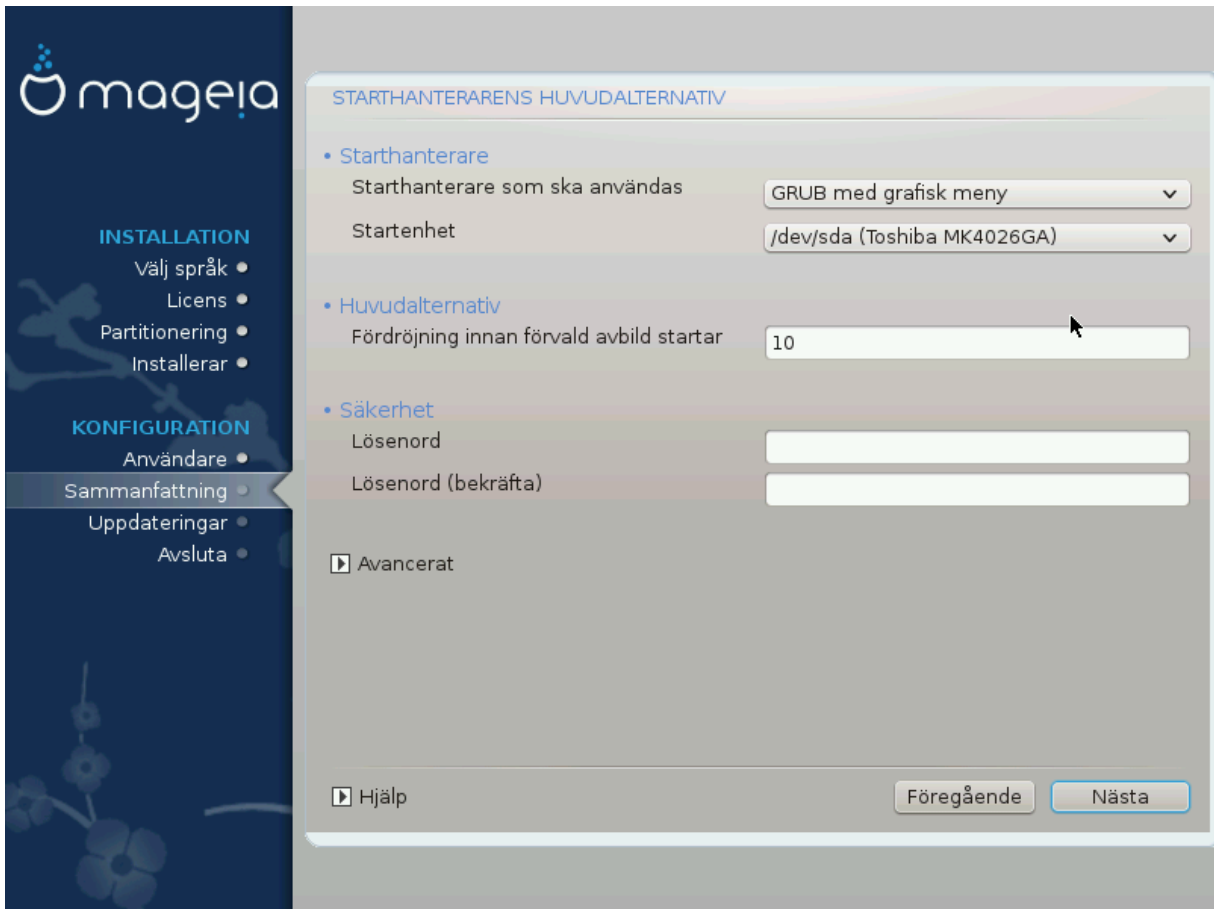 mageia
INSTALLATION
Välj språk
Licens
Partitionering
Installerar
KONFIGURATION
Användare
Sammanfattning
Uppdateringar
Avsluta
STARTHANTERARENS HUVUDALTERNATIV
• Starthanterare
Starthanterare som ska användas GRUB med grafisk meny
Startenhet /dev/sda (Toshiba MK4026GA)
• Huvudalternativ
Fördröjning innan förvald avbild startar 10
• Säkerhet
Lösenord
Lösenord (bekräfta)
Avancerat
Hjälp Föregående Nästa